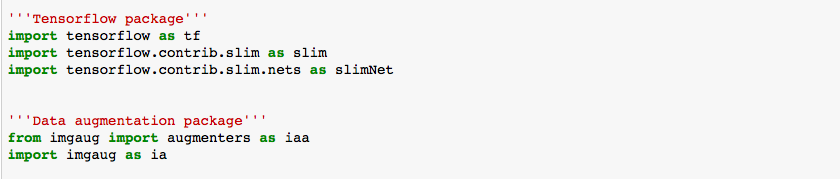 '''Tensorflow package'''
import tensorflow as tf
import tensorflow.contrib.slim as slim
import tensorflow.contrib.slim.nets as slimNet
'''Data augmentation package'''
from imgaug import augmenters as iaa
import imgaug as ia